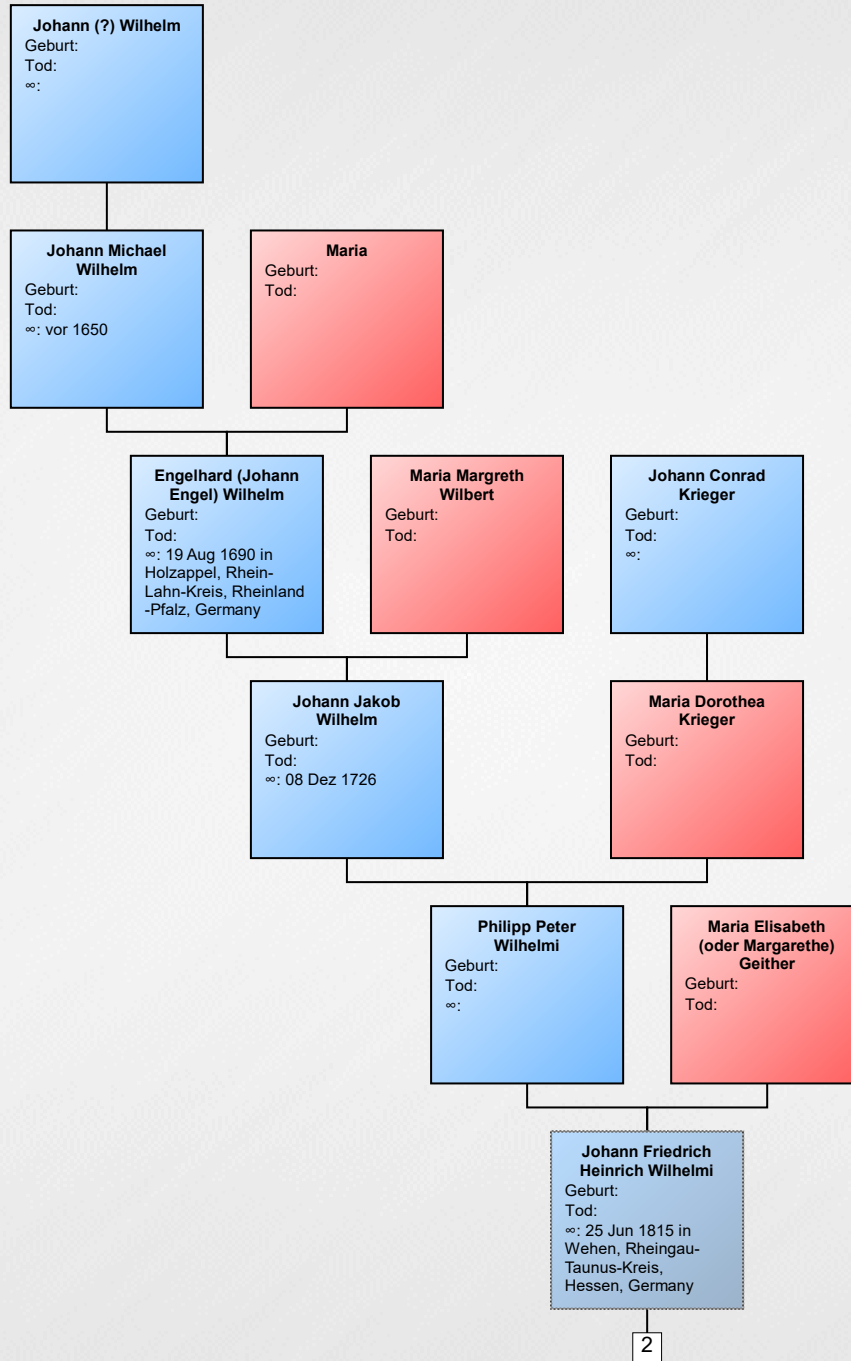 Johann (?) Wilhelm
Geburt:
Tod:
∞:
Johann Michael
Wilhelm
Geburt:
Tod:
∞: vor 1650
Maria
Geburt:
Tod:
Engelhard (Johann
Engel) Wilhelm
Geburt:
Tod:
∞: 19 Aug 1690 in
Holzappel, Rhein-
Lahn-Kreis, Rheinland
-Pfalz, Germany
Maria Margreth
Wilbert
Geburt:
Tod:
Johann Conrad
Krieger
Geburt:
Tod:
∞:
Johann Jakob
Wilhelm
Geburt:
Tod:
∞: 08 Dez 1726
Maria Dorothea
Krieger
Geburt:
Tod:
Philipp Peter
Wilhelmi
Geburt:
Tod:
∞:
Maria Elisabeth
(oder Margarethe)
Geither
Geburt:
Tod:
Johann Friedrich
Heinrich Wilhelmi
Geburt:
Tod:
∞: 25 Jun 1815 in
Wehen, Rheingau-
Taunus-Kreis,
Hessen, Germany
2